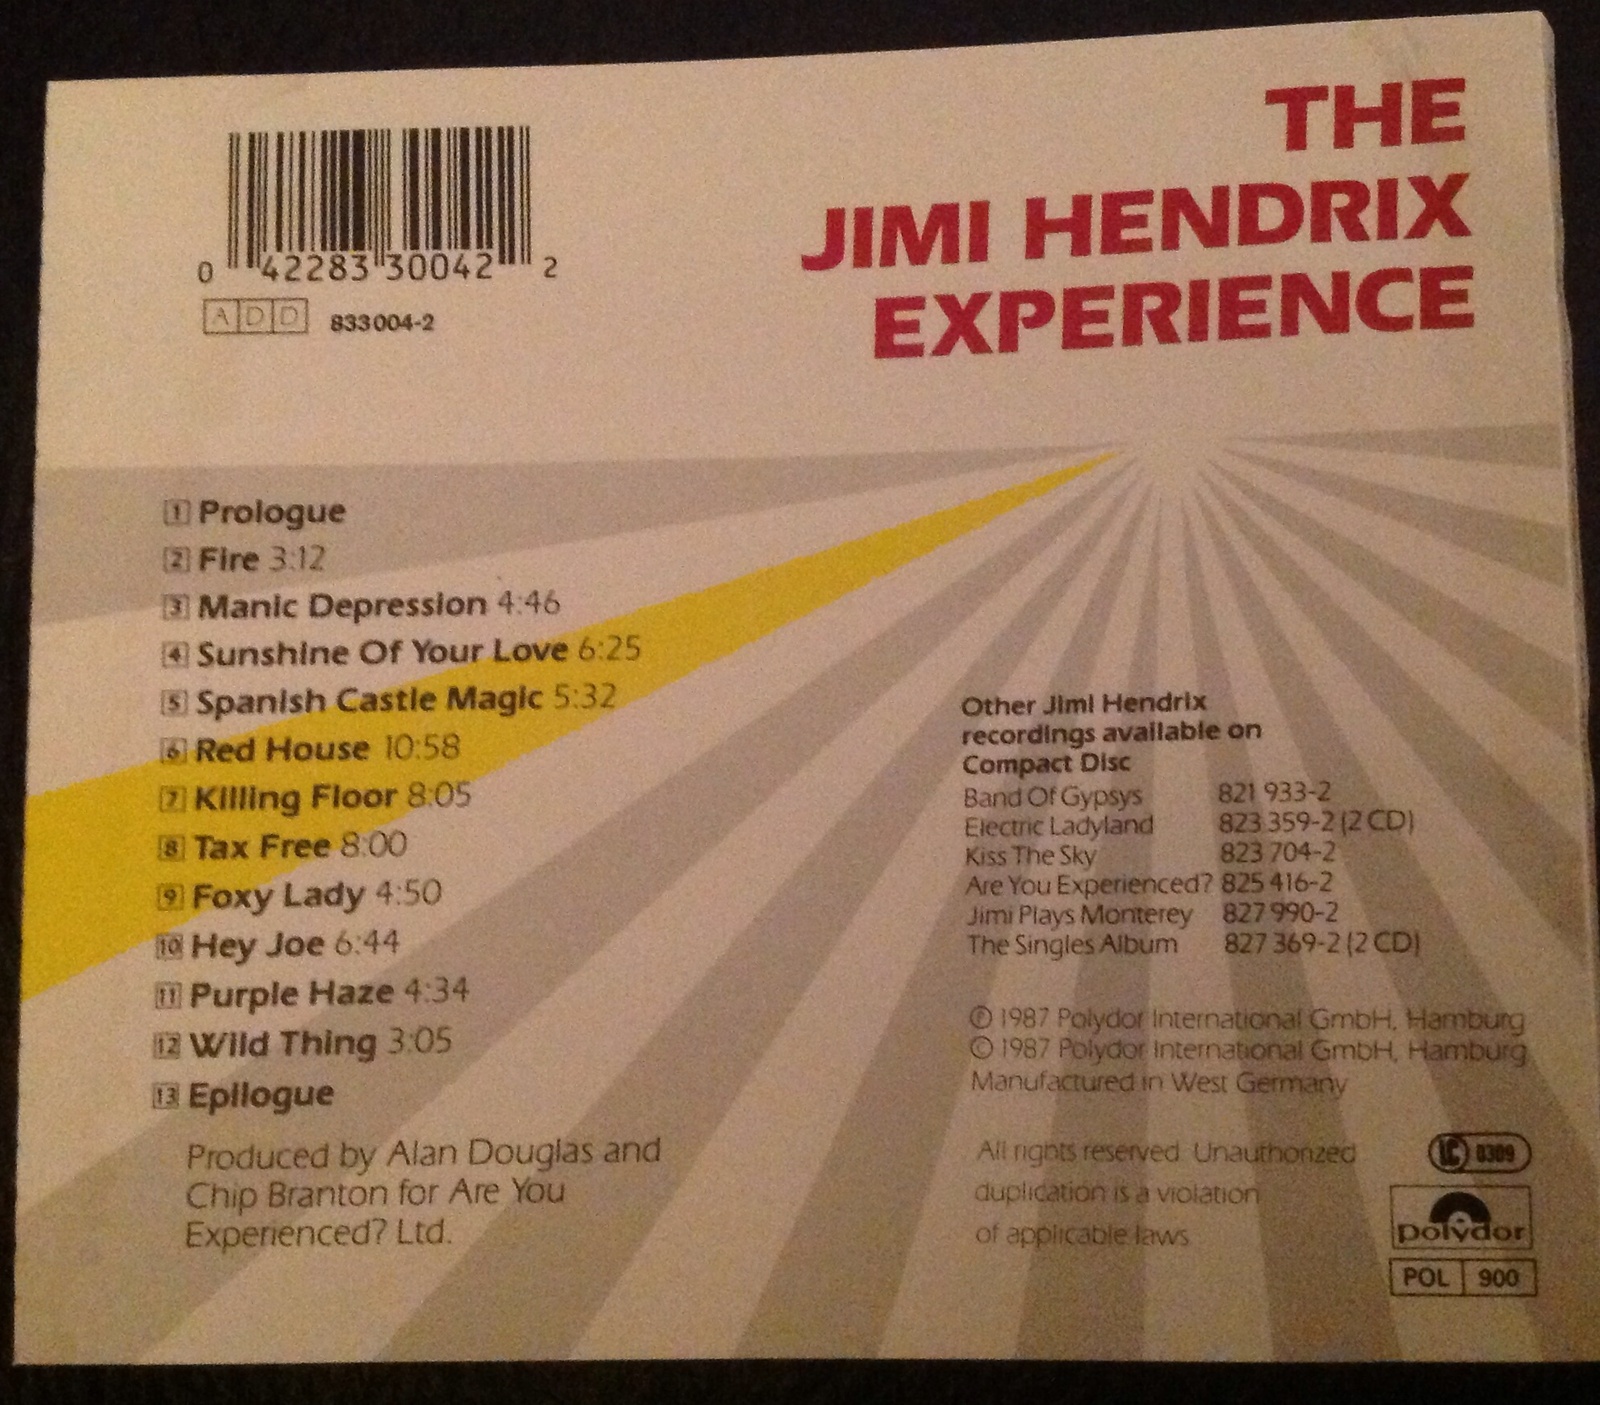 THE
JIMI HENDRIX
EXPERIENCE
0 42283 30042 2
ADD 833 004-2
1 Prologue
2 Fire 3:12
3 Manic Depression 4:46
4 Sunshine Of Your Love 6:25
5 Spanish Castle Magic 5:32
6 Red House 10:58
7 Killing Floor 8:05
8 Tax Free 8:00
9 Foxy Lady 4:50
10 Hey Joe 6:44
11 Purple Haze 4:34
12 Wild Thing 3:05
13 Epilogue
Produced by Alan Douglas and
Chip Branton for Are You
Experienced? Ltd.
Other Jimi Hendrix
recordings available on
Compact Disc
Band Of Gypsys 821 933-2
Electric Ladyland 823 359-2 (2 CD)
Kiss The Sky 823 704-2
Are You Experienced? 825 416-2
Jimi Plays Monterey 827 990-2
The Singles Album 827 369-2 (2 CD)
℗ 1987 Polydor International GmbH, Hamburg
© 1987 Polydor International GmbH, Hamburg
Manufactured in West Germany
All rights reserved Unauthorized
duplication is a violation
of applicable laws
LC 0309
polydor
POL 900